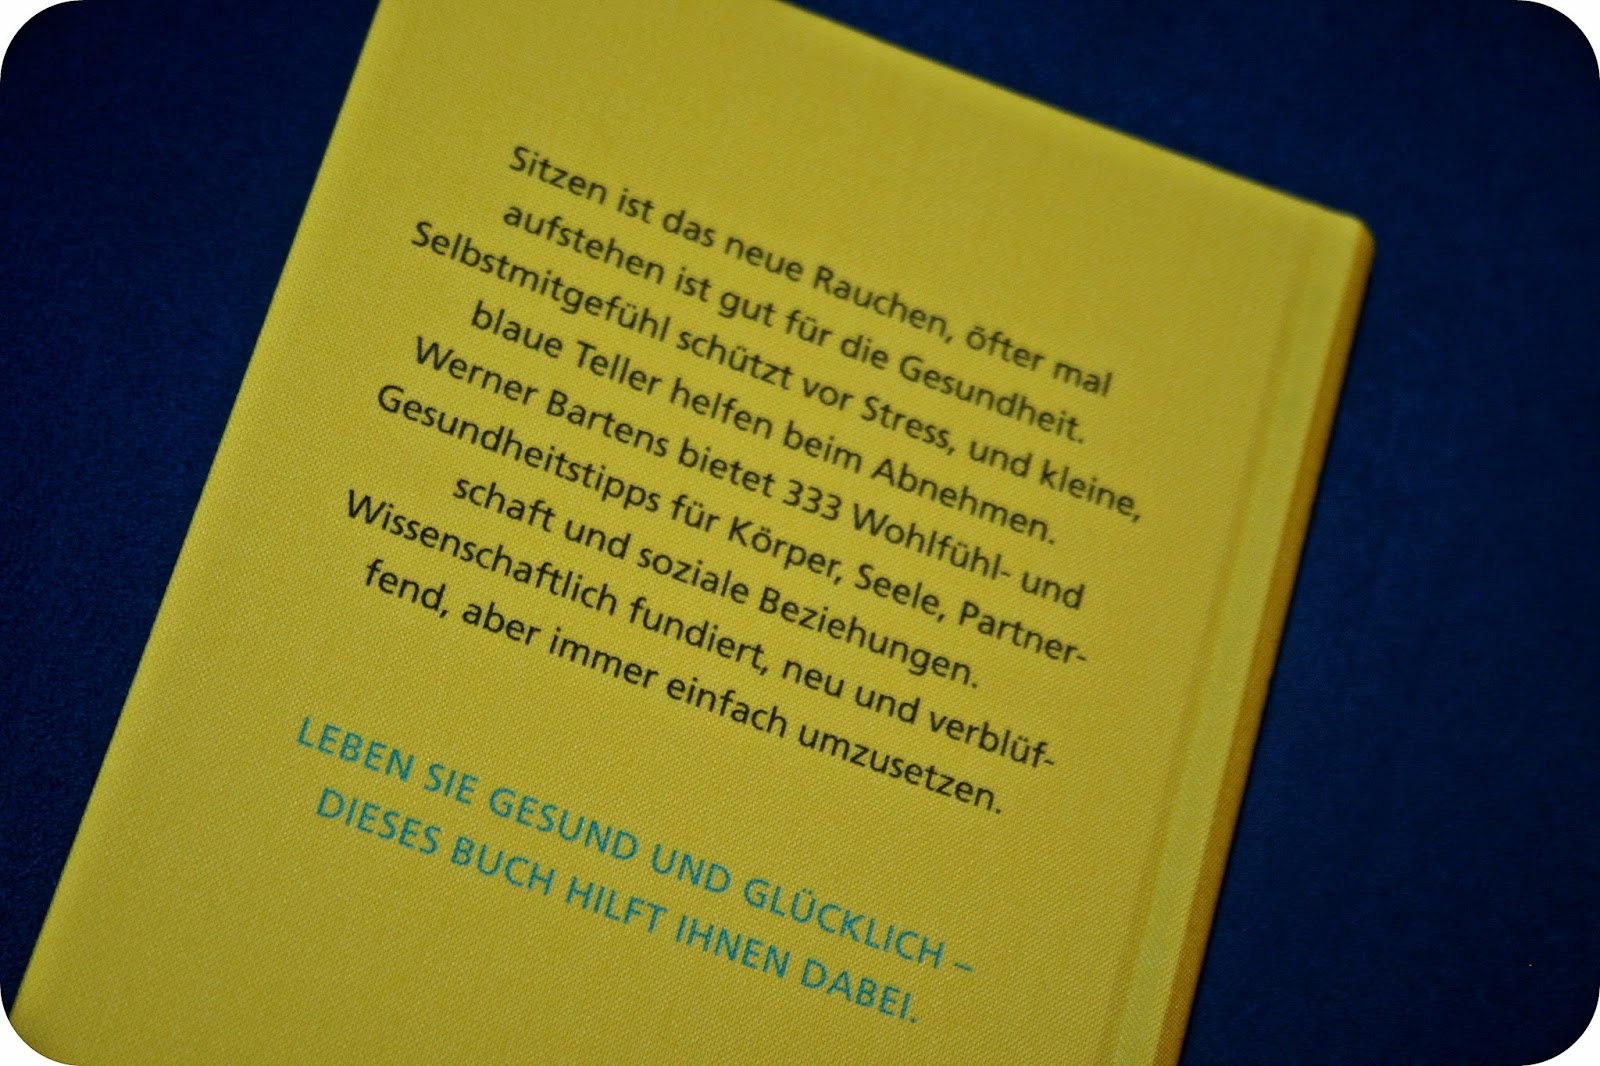 Sitzen ist das neue Rauchen, öfter mal
aufstehen ist gut für die Gesundheit.
Selbstmitgefühl schützt vor Stress, und kleine,
blaue Teller helfen beim Abnehmen.
Werner Bartens bietet 333 Wohlfühl- und
Gesundheitstipps für Körper, Seele, Partner-
schaft und soziale Beziehungen.
Wissenschaftlich fundiert, neu und verblüf-
fend, aber immer einfach umzusetzen.
LEBEN SIE GESUND UND GLÜCKLICH –
DIESES BUCH HILFT IHNEN DABEI.